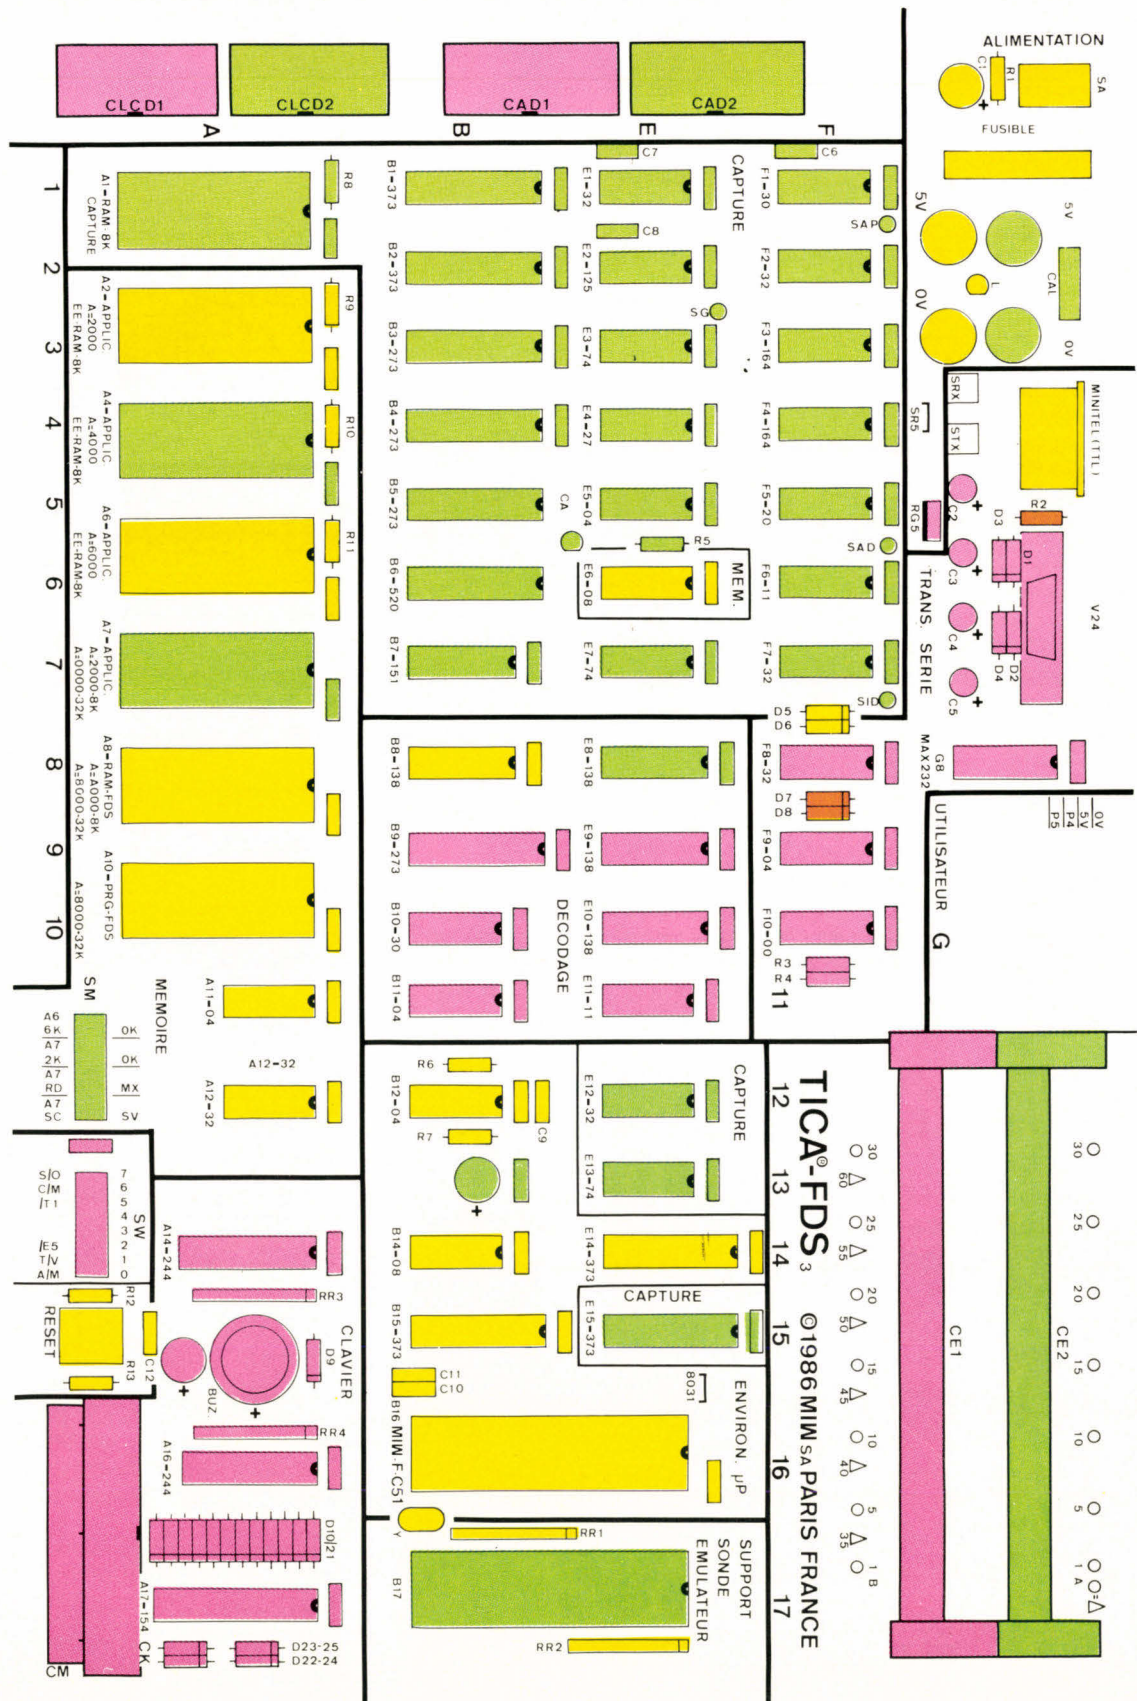 ALIMENTATION
C1
R1
SA
+
FUSIBLE
CLCD1
CLCD2
CAD1
CAD2
A
B
E
F
C7
C6
1
A1-RAM-8K
CAPTURE
R8
B1-373
E1-32
CAPTURE
F1-30
SAP
5V
5V
C8
2
B2-373
E2-125
F2-32
L
CAL
A2-APPLIC
A=2000
EE-RAM-8K
R9
SG
0V
0V
3
B3-273
E3-74
F3-164
SRX
STX
MINITEL (TTL)
4
A4-APPLIC
A=4000
EE-RAM-8K
R10
B4-273
E4-27
F4-164
SR5
5
B5-273
CA
E5-04
R5
F5-20
SAD
RG5
C2
+
D3
R2
A6-APPLIC.
A=6000
EE-RAM-8K
R11
6
B6-520
E6-08
MEM.
F6-11
TRANS. SERIE
C3
+
D1
V24
7
A7-APPLIC.
A=2000-8K
A=0000-32K
B7-151
E7-74
F7-32
SID
C4
+
D4
D2
C5
+
D5
D6
8
A8-RAM-FDS
A=A000-8K
A=8000-32K
B8-138
E8-138
F8-32
G8
MAX232
D7
D8
9
B9-273
E9-138
F9-04
UTILISATEUR
0V
5V
P4
P5
A10-PRG-FDS
A=8000-32K
10
B10-30
DECODAGE
E10-138
F10-00
G
R3
R4
SM
MEMOIRE
A11-04
B11-04
E11-11
11
A6
6K
0K
A7
2K
0K
A7
RD
MX
A7
SC
SV
A12-32
A12-32
R6
B12-04
R7
C9
E12-32
CAPTURE
12
TICA®-FDS 3
©1986 MIW SA PARIS FRANCE
30
60
25
55
20
50
15
45
10
40
5
35
1 B
30
25
20
15
10
5
1 A
CE1
CE2
S/O
C/M
/T1
/E5
T/V
A/M
7
6
5
4
3
2
1
0
SW
+
E13-74
13
A14-244
B14-08
E14-373
14
RR3
R12
RESET
R13
C12
CLAVIER
D9
B15-373
CAPTURE
E15-373
15
+
BUZ.
+
C11
C10
B031
ENVIRON. µP
RR4
A16-244
B16 MIW-F-C51
16
Y
RR1
D10/21
B17
SUPPORT
SONDE
EMULATEUR
17
A17-154
CK
D23-25
D22-24
RR2
CM